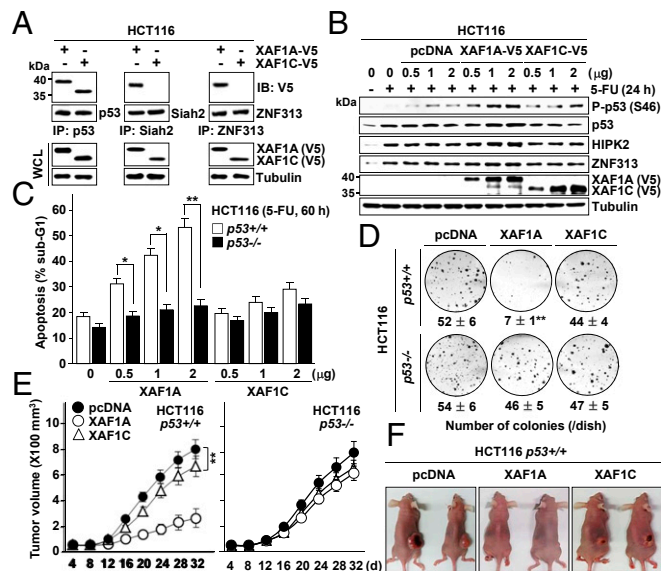 A
HCT116
+ − + − + − XAF1A-V5
− + − + − + XAF1C-V5
kDa
40
35
IB: V5
p53 Siah2 ZNF313
IP: p53 IP: Siah2 IP: ZNF313
WCL
XAF1A (V5)
XAF1C (V5)
Tubulin
B
HCT116
pcDNA XAF1A-V5 XAF1C-V5
0 0 0.5 1 2 0.5 1 2 0.5 1 2 (μg)
− + + + + + + + + + + 5-FU (24 h)
kDa
P-p53 (S46)
p53
HIPK2
ZNF313
40
35
XAF1A (V5)
XAF1C (V5)
Tubulin
C
HCT116 (5-FU, 60 h)
p53+/+
p53-/-
Apoptosis (% sub-G1)
60
50
40
30
20
10
0
* * **
0 0.5 1 2 0.5 1 2 (μg)
XAF1A XAF1C
D
pcDNA XAF1A XAF1C
HCT116
p53+/+
52 ± 6 7 ± 1** 44 ± 4
p53-/-
54 ± 6 46 ± 5 47 ± 5
Number of colonies (/dish)
E
Tumor volume (X100 mm³)
10
8
6
4
2
0
pcDNA
XAF1A
XAF1C
HCT116
p53+/+
**
HCT116
p53-/-
4 8 12 16 20 24 28 32 4 8 12 16 20 24 28 32 (d)
F
HCT116 p53+/+
pcDNA XAF1A XAF1C